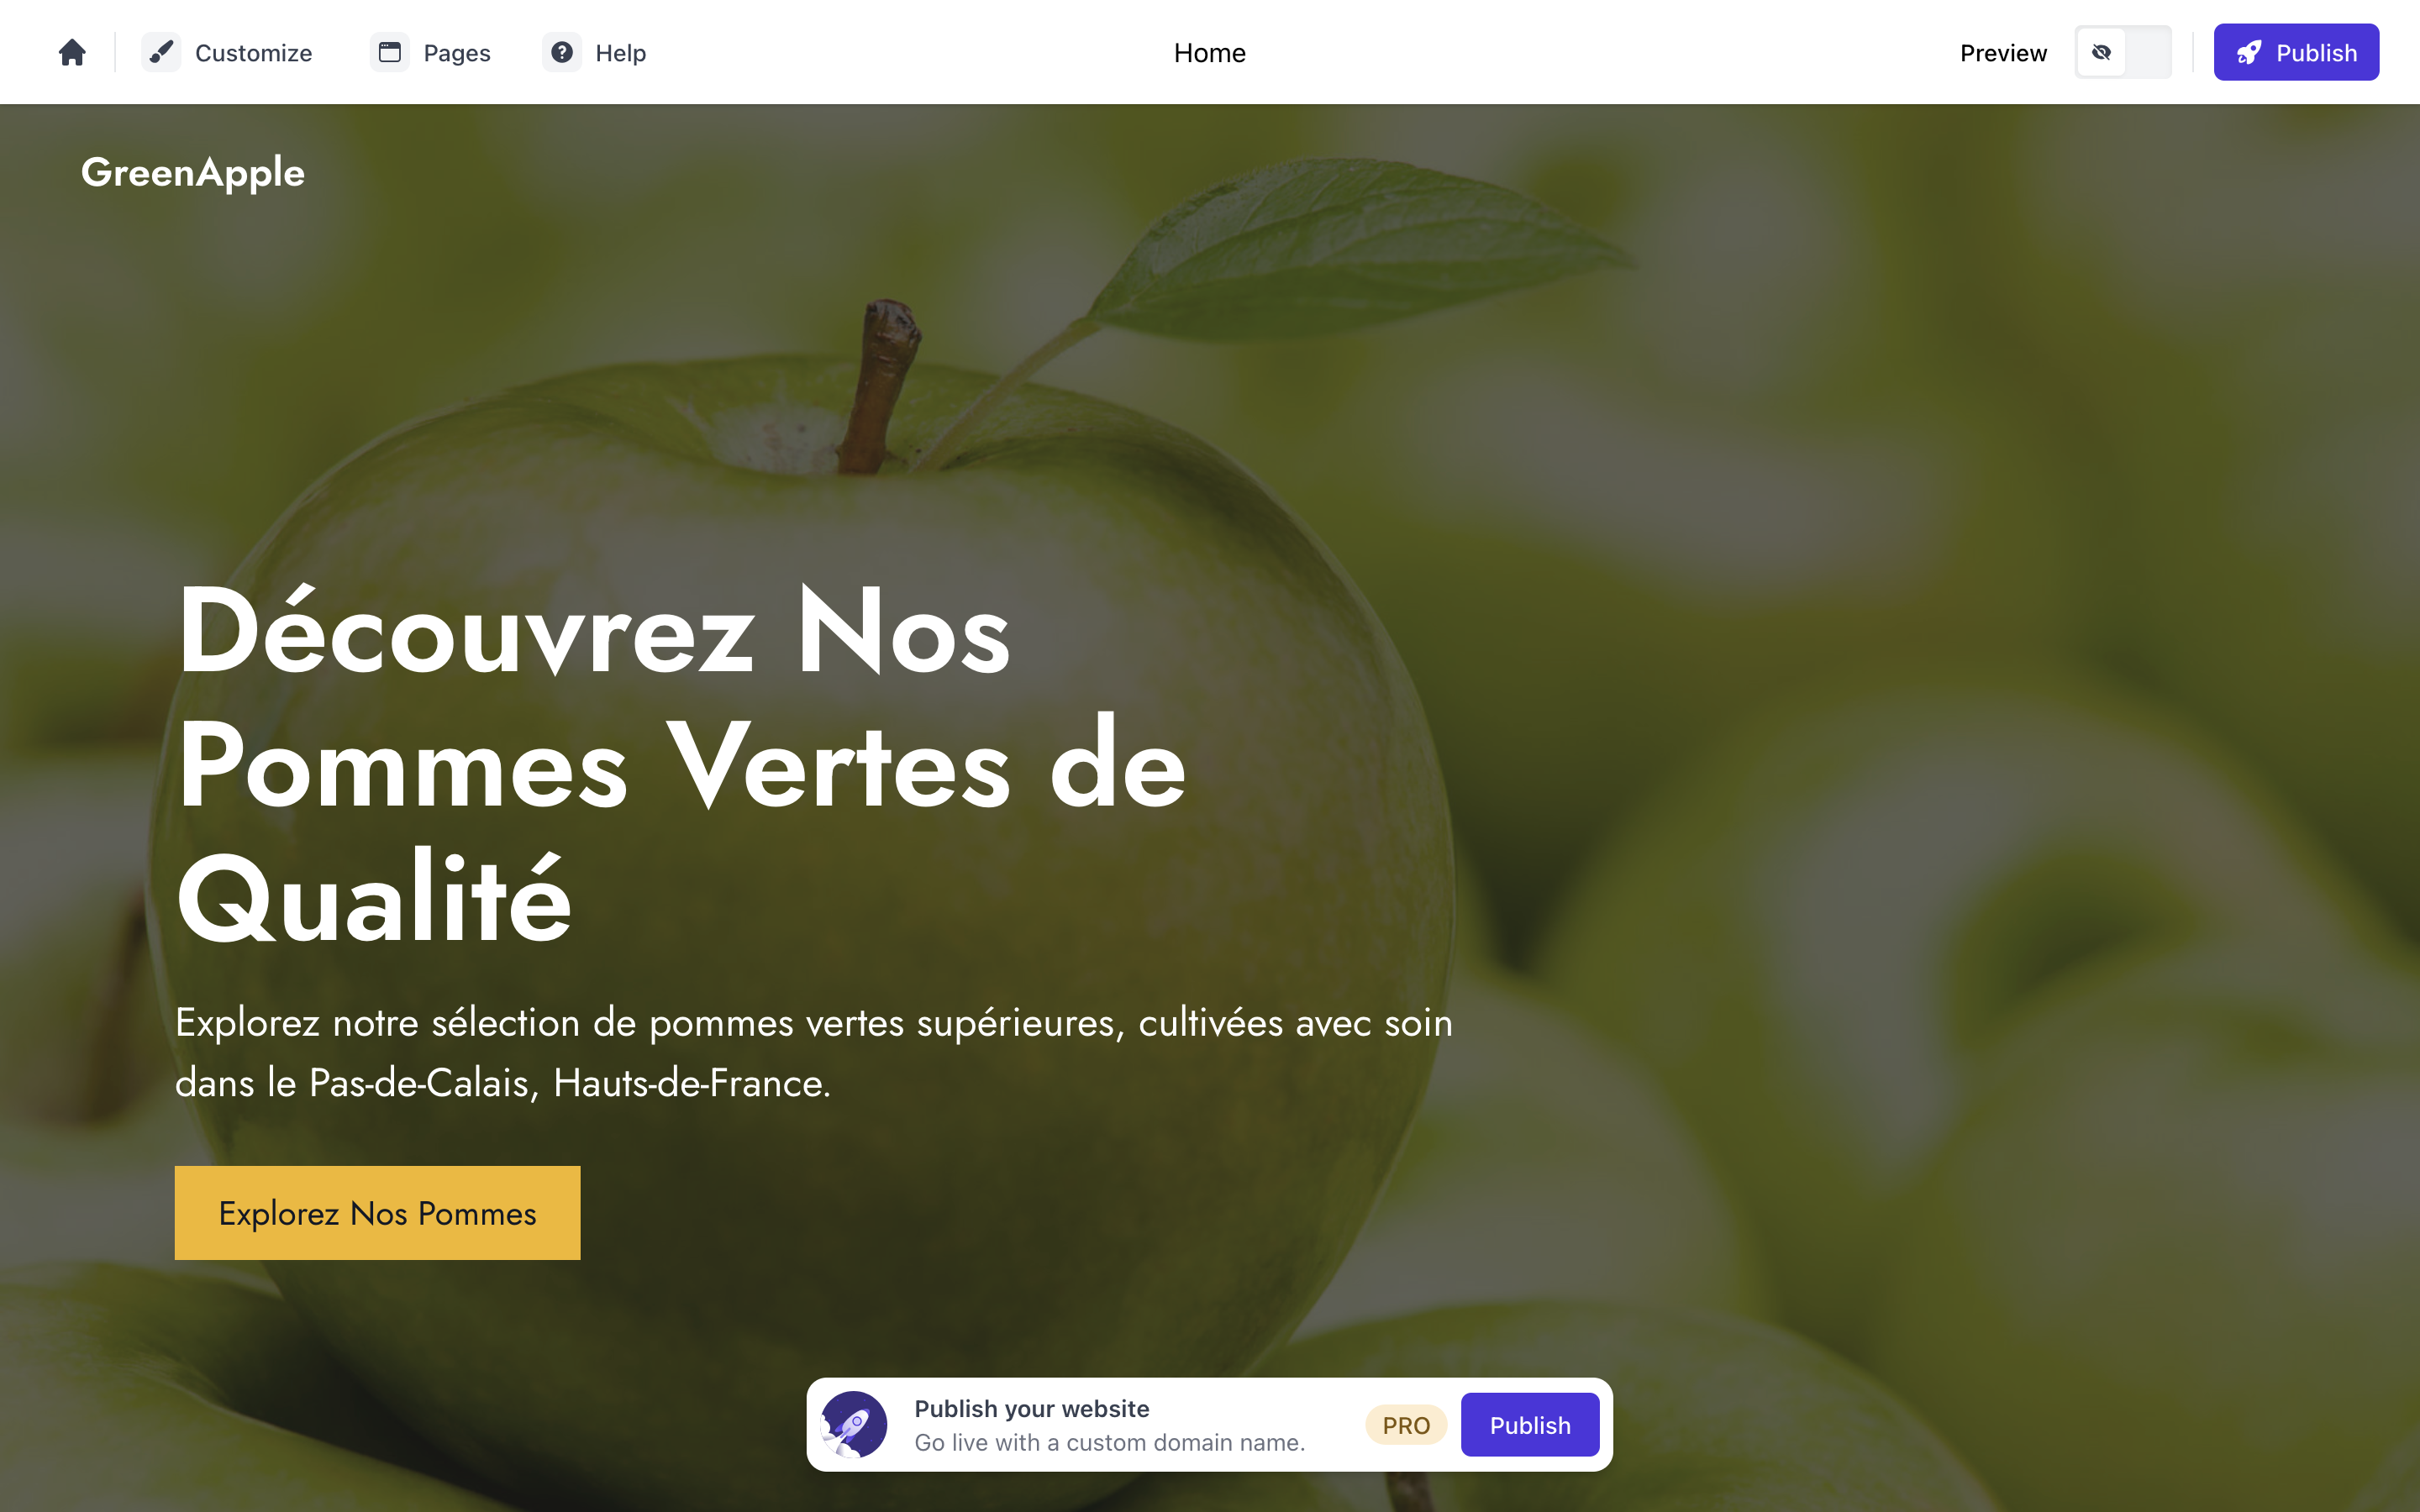 Customize
Pages
Help
Home
Preview
Publish
GreenApple
Découvrez Nos
Pommes Vertes de
Qualité
Explorez notre sélection de pommes vertes supérieures, cultivées avec soin
dans le Pas-de-Calais, Hauts-de-France.
Explorez Nos Pommes
Publish your website
Go live with a custom domain name.
PRO
Publish